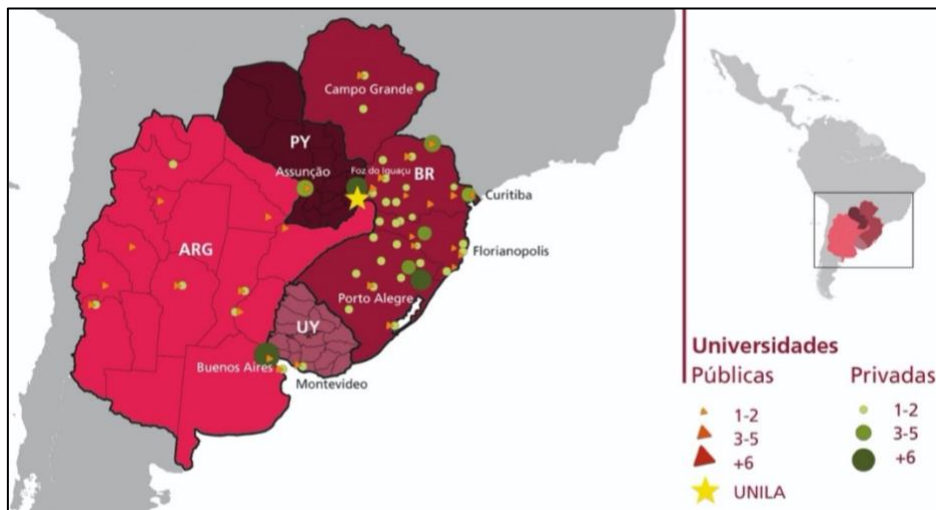 Campo Grande
PY
Assunção
Foz do Iguaçu
BR
Curitiba
ARG
Florianopolis
Porto Alegre
UY
Buenos Aires
Montevideo
Universidades
Públicas
1-2
3-5
+6
UNILA
Privadas
1-2
3-5
+6